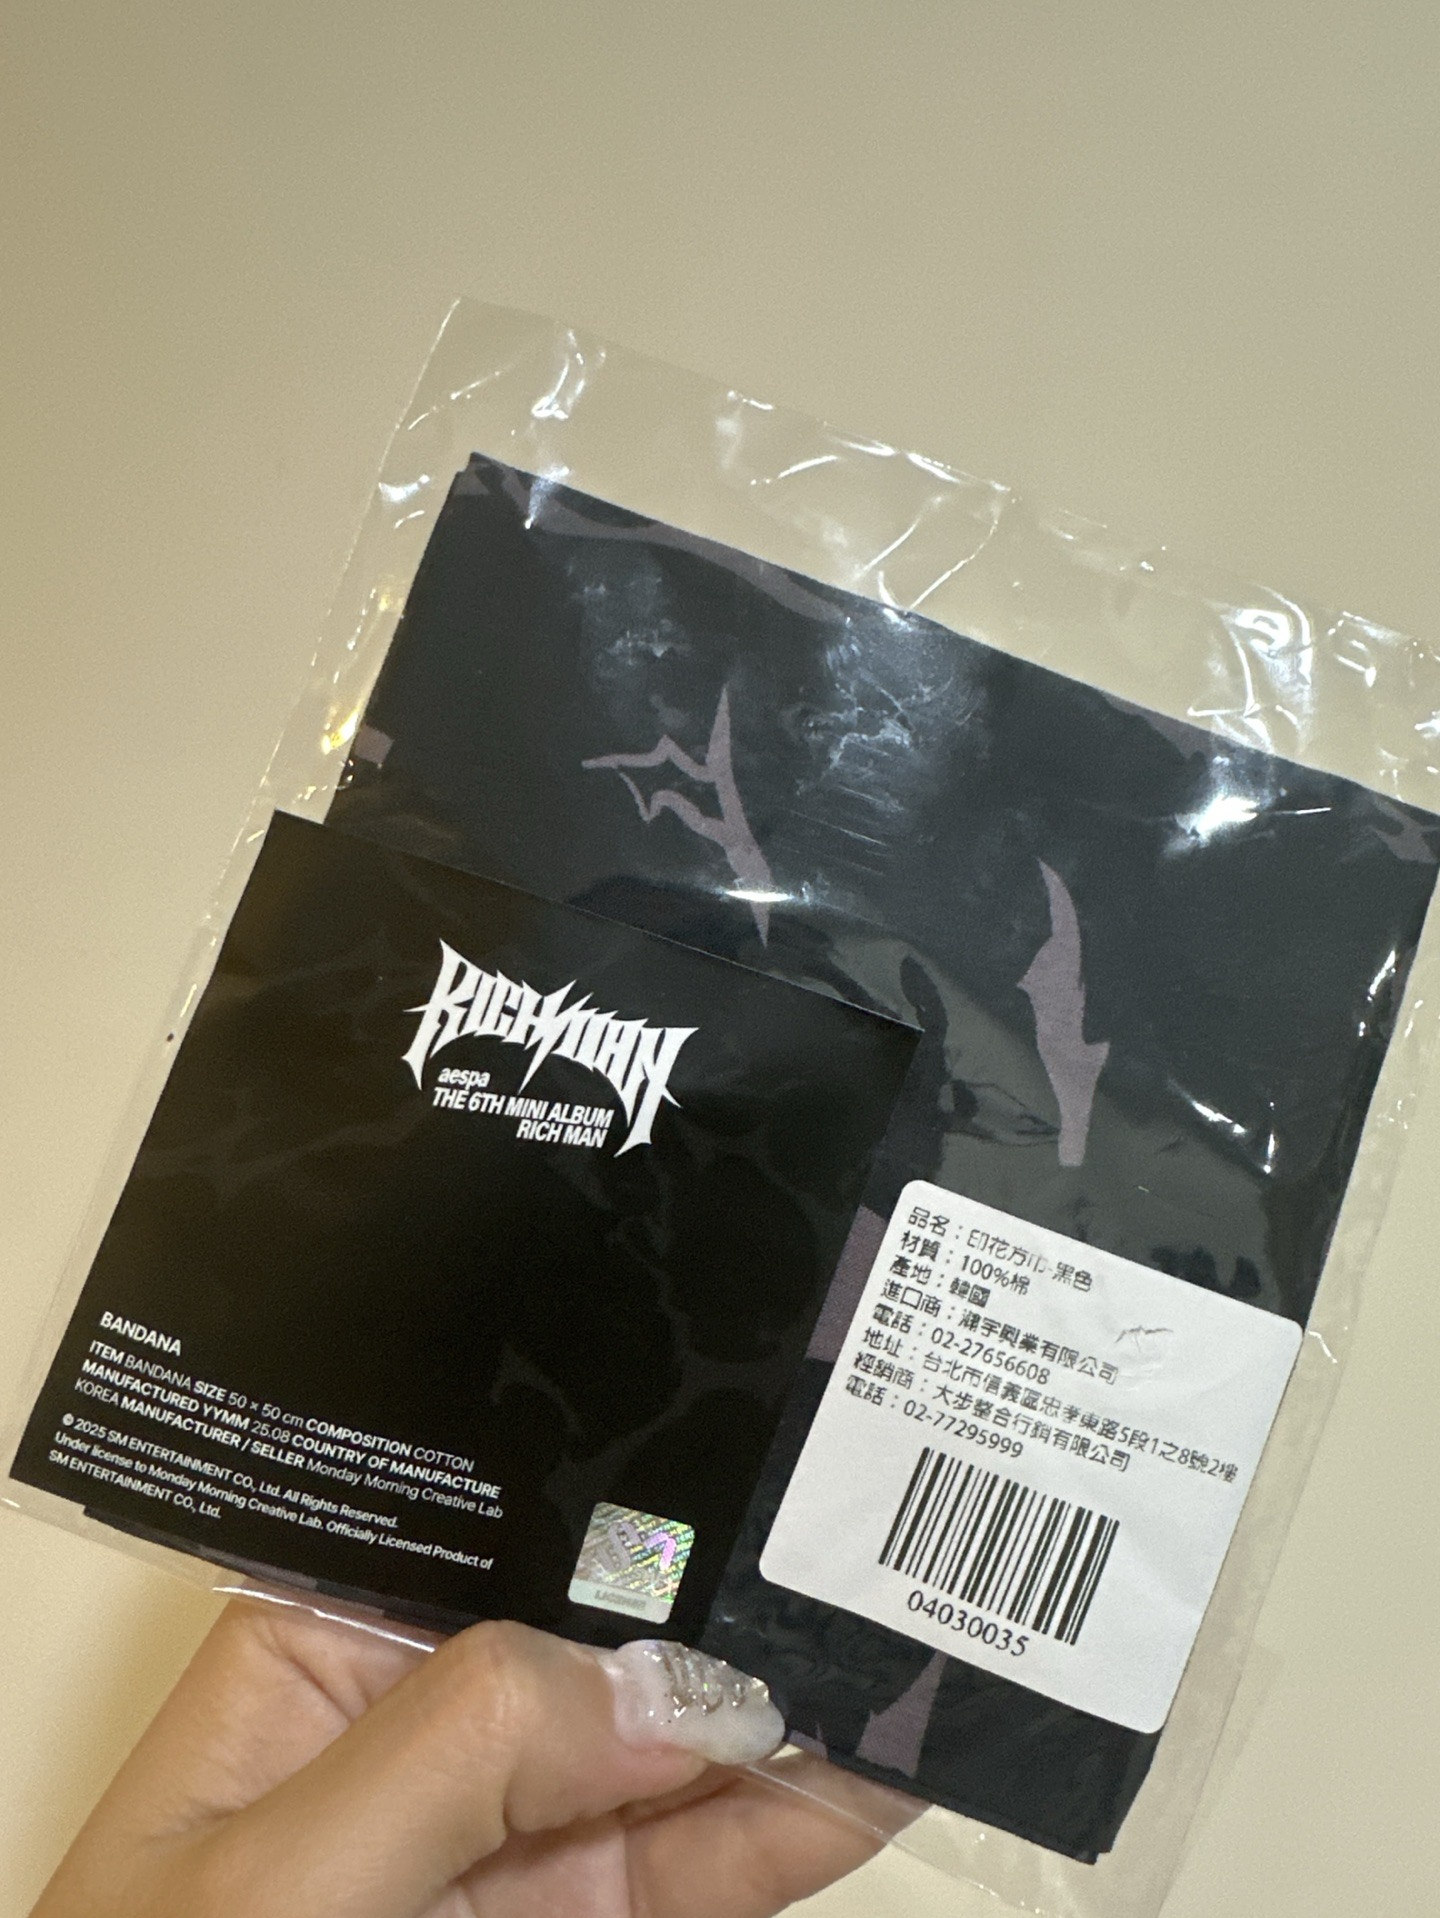 RICH MAN
aespa
THE 6TH MINI ALBUM
RICH MAN
BANDANA
ITEM BANDANA SIZE 50 × 50 cm COMPOSITION COTTON
MANUFACTURED YYMM 25.08 COUNTRY OF MANUFACTURE
KOREA MANUFACTURER / SELLER Monday Morning Creative Lab
© 2025 SM ENTERTAINMENT CO., Ltd. All Rights Reserved.
Under license to Monday Morning Creative Lab. Officially Licensed Product of
SM ENTERTAINMENT CO., Ltd.
品名：印花方巾-黑色
材質：100%棉
產地：韓國
進口商：瀚宇興業有限公司
電話：02-27656608
地址：台北市信義區忠孝東路5段1之8號2樓
經銷商：大步整合行銷有限公司
電話：02-77295999
04030035